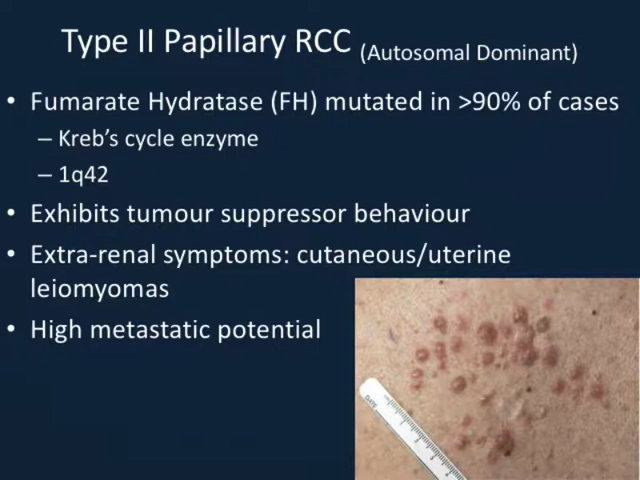 Type II Papillary RCC (Autosomal Dominant)
• Fumarate Hydratase (FH) mutated in >90% of cases
– Kreb’s cycle enzyme
– 1q42
• Exhibits tumour suppressor behaviour
• Extra-renal symptoms: cutaneous/uterine
leiomyomas
• High metastatic potential
DATE